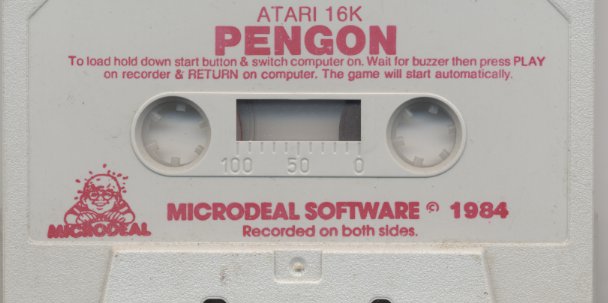 ATARI 16K
PENGON
To load hold down start button & switch computer on. Wait for buzzer then press PLAY
on recorder & RETURN on computer. The game will start automatically.
100 50 0
MICRODEAL
MICRODEAL SOFTWARE © 1984
Recorded on both sides.